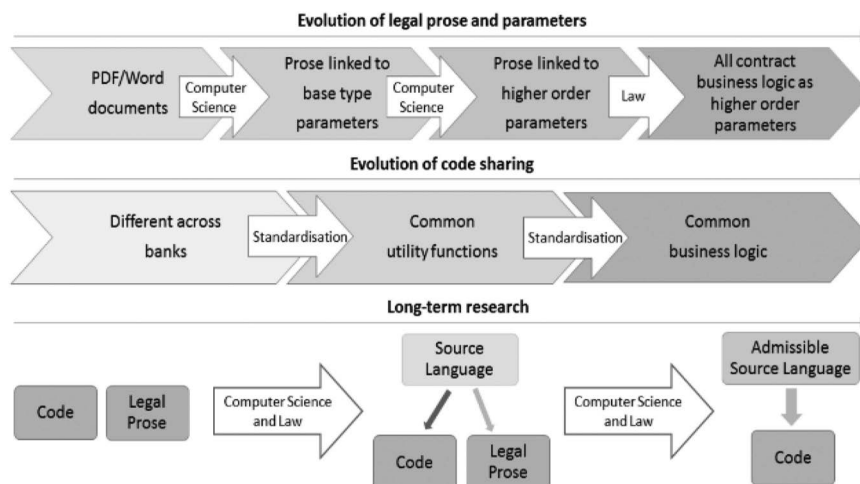 Evolution of legal prose and parameters
PDF/Word
documents
Computer
Science
Prose linked to
base type
parameters
Computer
Science
Prose linked to
higher order
parameters
Law
All contract
business logic as
higher order
parameters
Evolution of code sharing
Different across
banks
Standardisation
Common
utility functions
Standardisation
Common
business logic
Long-term research
Code
Legal
Prose
Computer Science
and Law
Source
Language
Code
Legal
Prose
Computer Science
and Law
Admissible
Source Language
Code